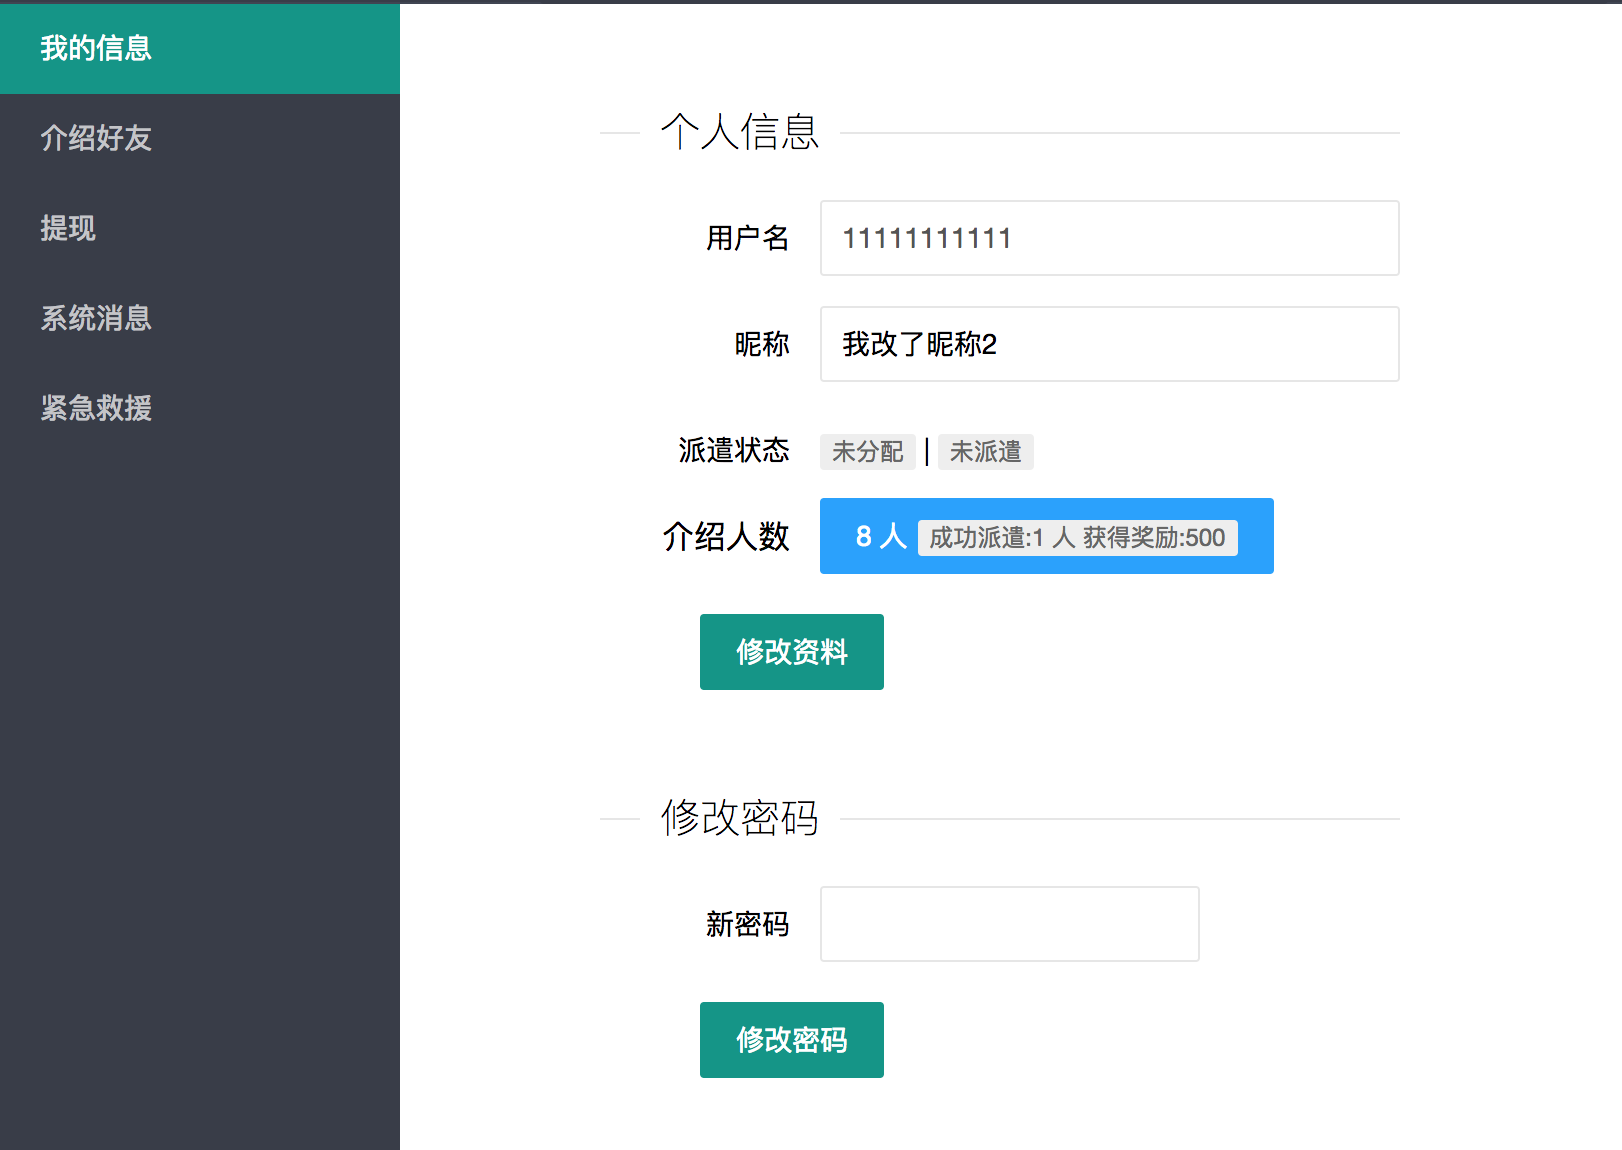 我的信息
介绍好友
提现
系统消息
紧急救援
个人信息
用户名 11111111111
昵称 我改了昵称2
派遣状态 未分配 | 未派遣
介绍人数 8 人 成功派遣:1 人 获得奖励:500
修改资料
修改密码
新密码
修改密码